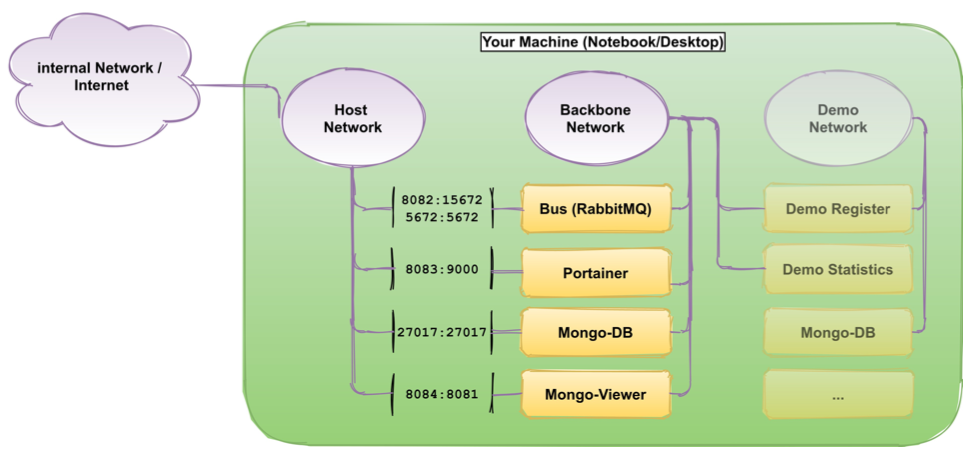 Your Machine (Notebook/Desktop)
internal Network /
Internet
Host
Network
Backbone
Network
Demo
Network
8082:15672
5672:5672
Bus (RabbitMQ)
Demo Register
8083:9000
Portainer
Demo Statistics
27017:27017
Mongo-DB
Mongo-DB
8084:8081
Mongo-Viewer
...